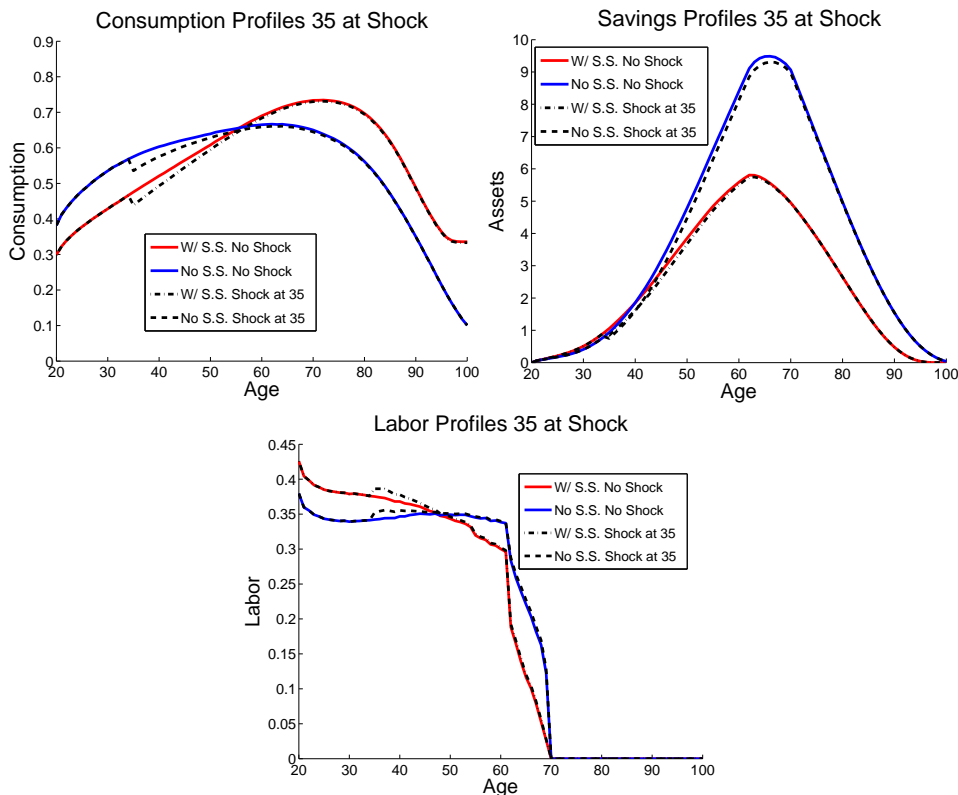 Consumption Profiles 35 at Shock
0.9
0.8
0.7
0.6
0.5
0.4
0.3
0.2
0.1
0
Consumption
W/ S.S. No Shock
No S.S. No Shock
W/ S.S. Shock at 35
No S.S. Shock at 35
20 30 40 50 60 70 80 90 100
Age
Savings Profiles 35 at Shock
10
9
8
7
6
5
4
3
2
1
0
Assets
W/ S.S. No Shock
No S.S. No Shock
W/ S.S. Shock at 35
No S.S. Shock at 35
20 30 40 50 60 70 80 90 100
Age
Labor Profiles 35 at Shock
0.45
0.4
0.35
0.3
0.25
0.2
0.15
0.1
0.05
0
Labor
W/ S.S. No Shock
No S.S. No Shock
W/ S.S. Shock at 35
No S.S. Shock at 35
20 30 40 50 60 70 80 90 100
Age